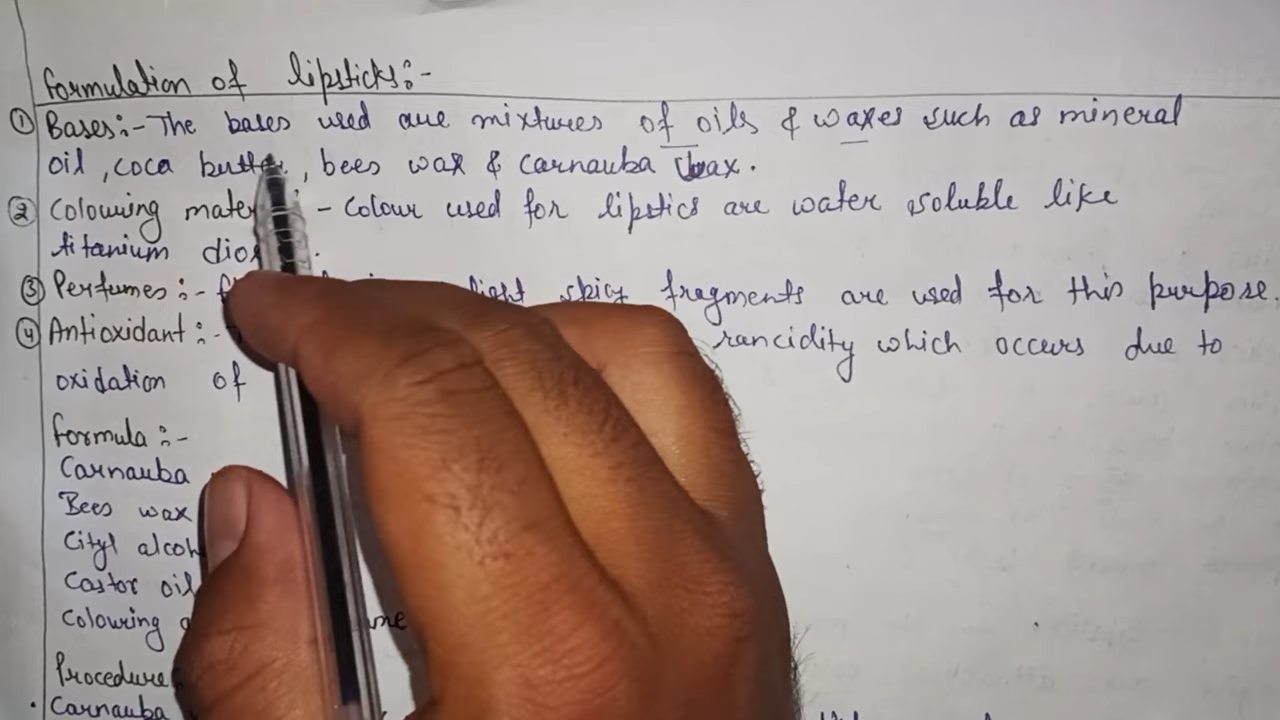 Formulation of lipsticks:-
① Bases:- The bases used are mixtures of oils & waxes such as mineral
oil, coca butter, bees wax & Carnauba Wax.
② Colouring :- Colour used for lipstics are water soluble like
titanium
③ Perfumes:- light spicy fragments are used for this purpose.
④ Antioxidant:- rancidity which occurs due to
oxidation of
Formula:-
Carnauba
Bees wax
Cityl
Castor oil
Colouring
Procedure
Carnauba